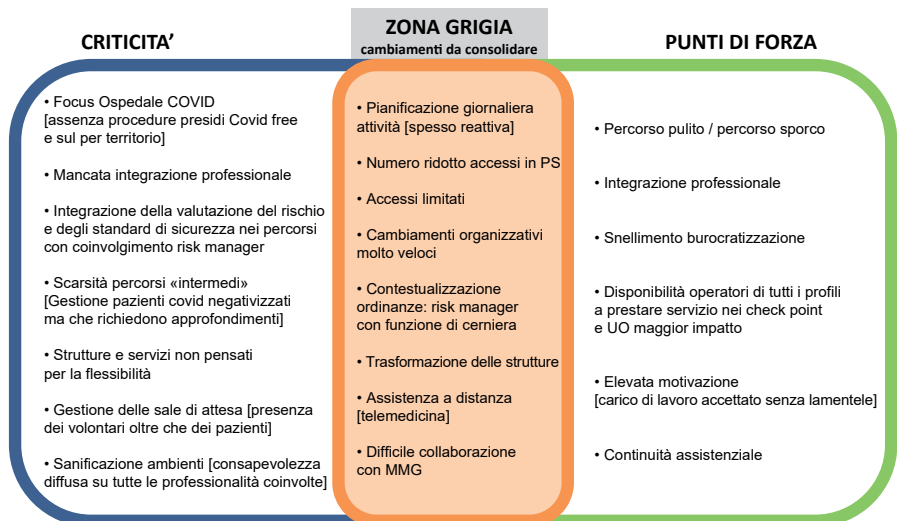 CRITICITA’
• Focus Ospedale COVID
[assenza procedure presidi Covid free
e sul per territorio]
• Mancata integrazione professionale
• Integrazione della valutazione del rischio
e degli standard di sicurezza nei percorsi
con coinvolgimento risk manager
• Scarsità percorsi «intermedi»
[Gestione pazienti covid negativizzati
ma che richiedono approfondimenti]
• Strutture e servizi non pensati
per la flessibilità
• Gestione delle sale di attesa [presenza
dei volontari oltre che dei pazienti]
• Sanificazione ambienti [consapevolezza
diffusa su tutte le professionalità coinvolte]
ZONA GRIGIA
cambiamenti da consolidare
• Pianificazione giornaliera
attività [spesso reattiva]
• Numero ridotto accessi in PS
• Accessi limitati
• Cambiamenti organizzativi
molto veloci
• Contestualizzazione
ordinanze: risk manager
con funzione di cerniera
• Trasformazione delle strutture
• Assistenza a distanza
[telemedicina]
• Difficile collaborazione
con MMG
PUNTI DI FORZA
• Percorso pulito / percorso sporco
• Integrazione professionale
• Snellimento burocratizzazione
• Disponibilità operatori di tutti i profili
a prestare servizio nei check point
e UO maggior impatto
• Elevata motivazione
[carico di lavoro accettato senza lamentele]
• Continuità assistenziale